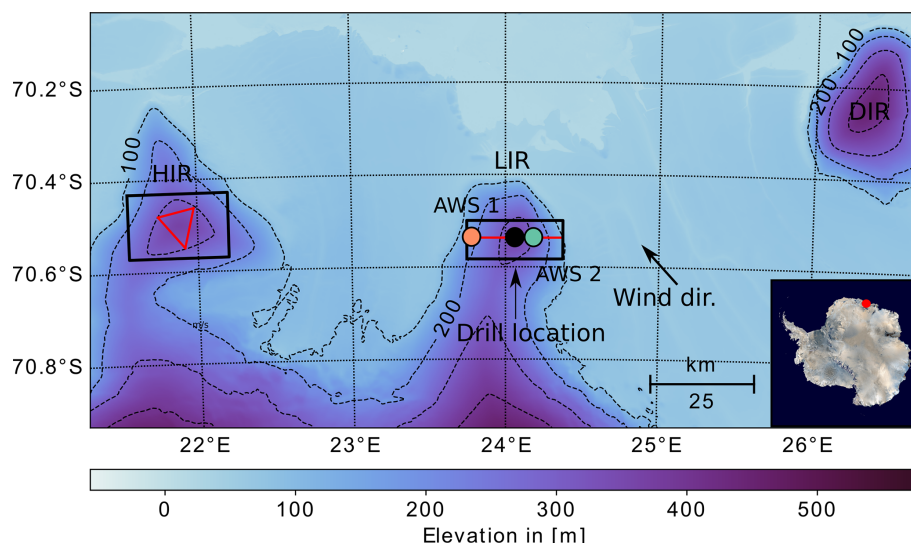 70.2°S
70.4°S
70.6°S
70.8°S
100
HIR
LIR
AWS 1
AWS 2
200
Drill location
Wind dir.
km
25
100
200
DIR
22°E
23°E
24°E
25°E
26°E
0
100
200
300
400
500
Elevation in [m]